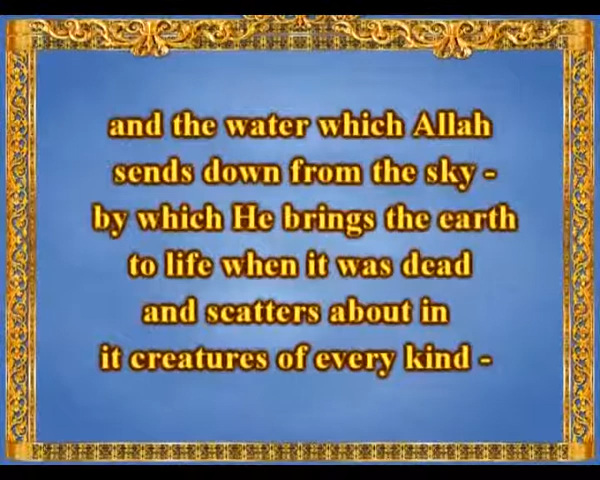 and the water which Allah
sends down from the sky -
by which He brings the earth
to life when it was dead
and scatters about in
it creatures of every kind -